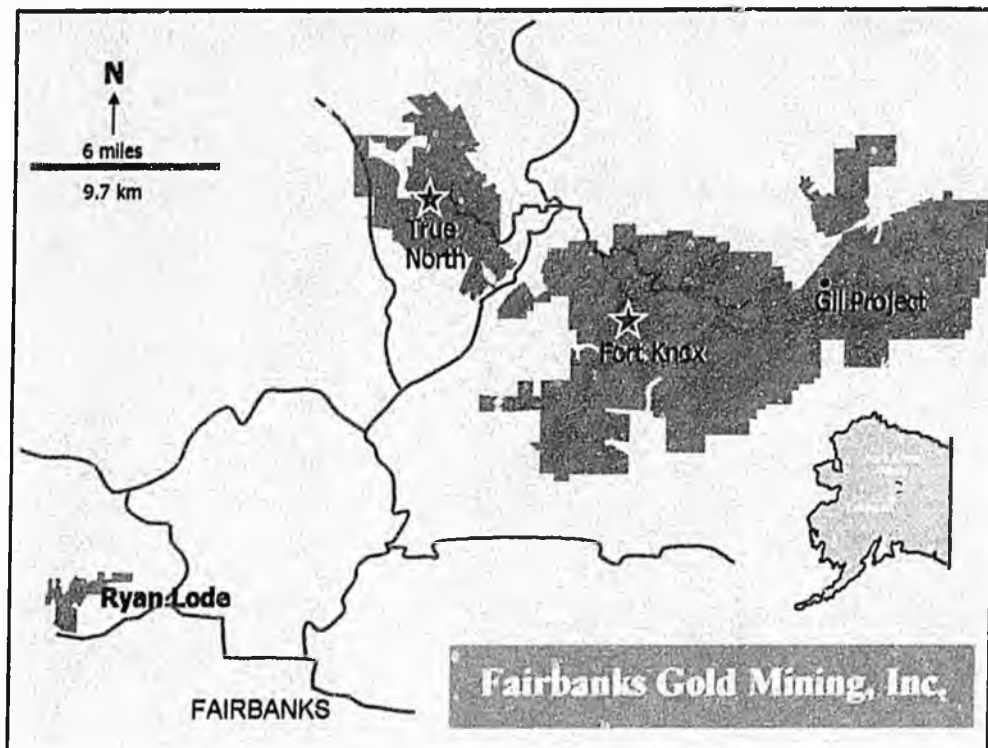 N
6 miles
9.7 km
True
North
Gil Project
Fort Knox
Ryan Lode
FAIRBANKS
Fairbanks Gold Mining, Inc.